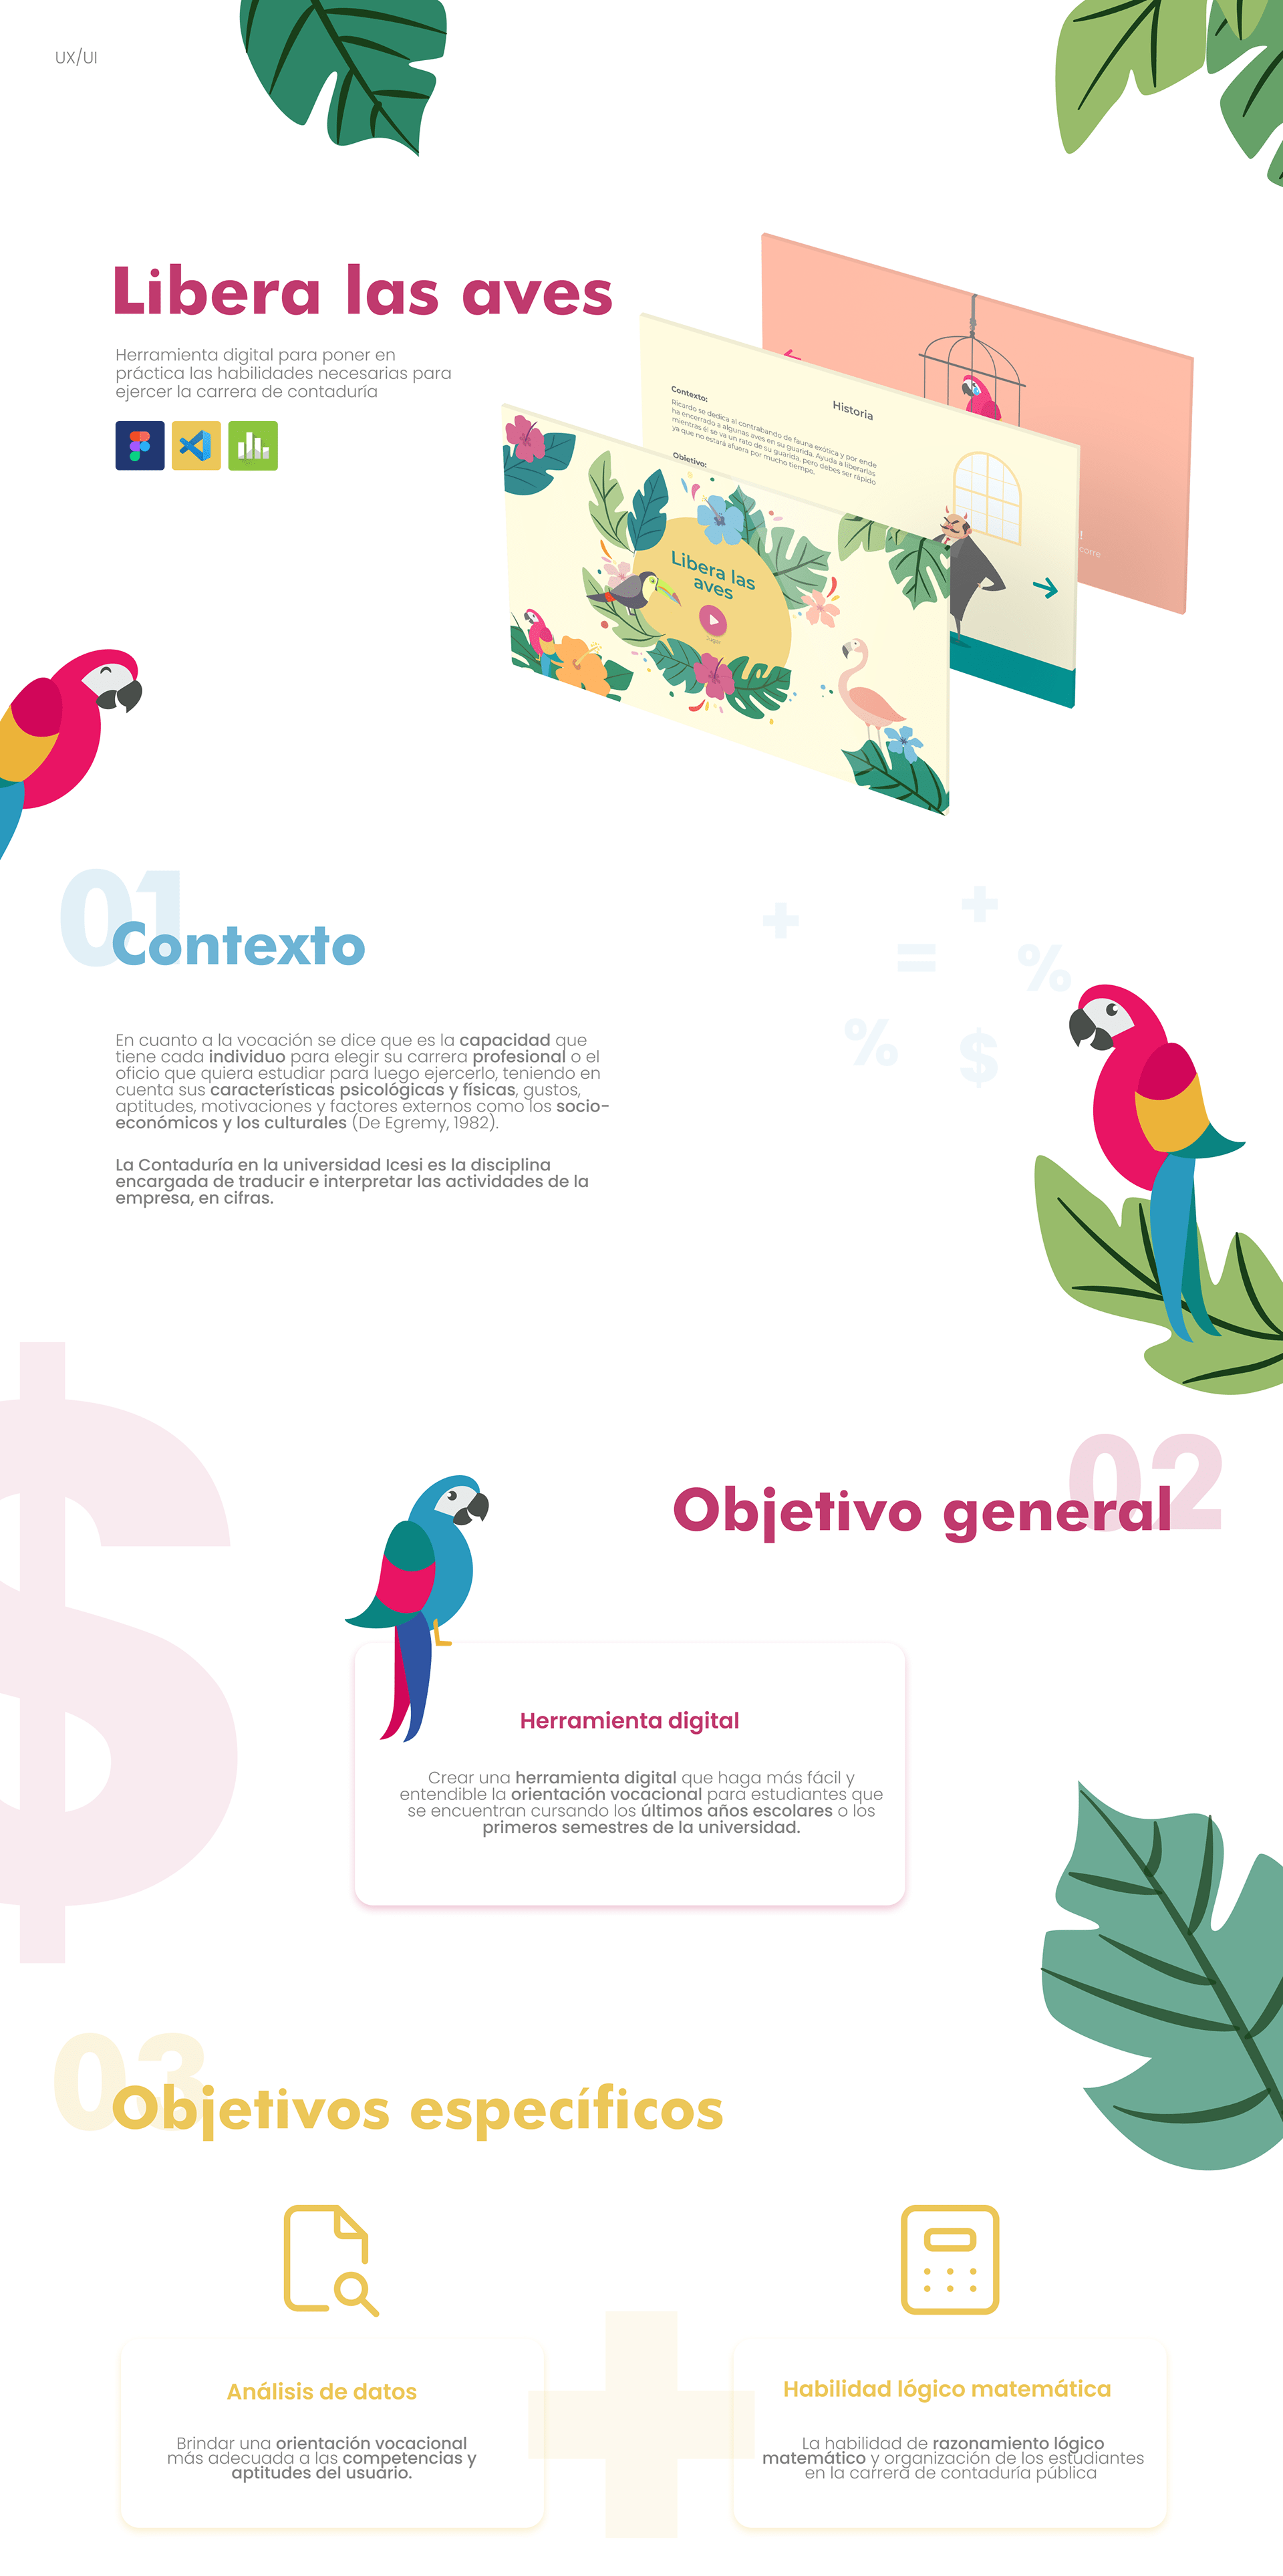 UX/UI
Libera las aves
Herramienta digital para poner en
práctica las habilidades necesarias para
ejercer la carrera de contaduría
Historia
Contexto:
Ricardo se dedica al contrabando de fauna exótica y por ende
ha encerrado a algunas aves en su guarida. Ayuda a liberarlas
mientras él se va un rato de su guarida, pero debes ser rápido
ya que no estará afuera por mucho tiempo.
Objetivo:
!
corre
Libera las
aves
Jugar
01
Contexto
+
+
=
%
%
$
En cuanto a la vocación se dice que es la capacidad que
tiene cada individuo para elegir su carrera profesional o el
oficio que quiera estudiar para luego ejercerlo, teniendo en
cuenta sus características psicológicas y físicas, gustos,
aptitudes, motivaciones y factores externos como los socio-
económicos y los culturales (De Egremy, 1982).
La Contaduría en la universidad Icesi es la disciplina
encargada de traducir e interpretar las actividades de la
empresa, en cifras.
$
02
Objetivo general
Herramienta digital
Crear una herramienta digital que haga más fácil y
entendible la orientación vocacional para estudiantes que
se encuentran cursando los últimos años escolares o los
primeros semestres de la universidad.
03
Objetivos específicos
+
Análisis de datos
Brindar una orientación vocacional
más adecuada a las competencias y
aptitudes del usuario.
Habilidad lógico matemática
La habilidad de razonamiento lógico
matemático y organización de los estudiantes
en la carrera de contaduría pública